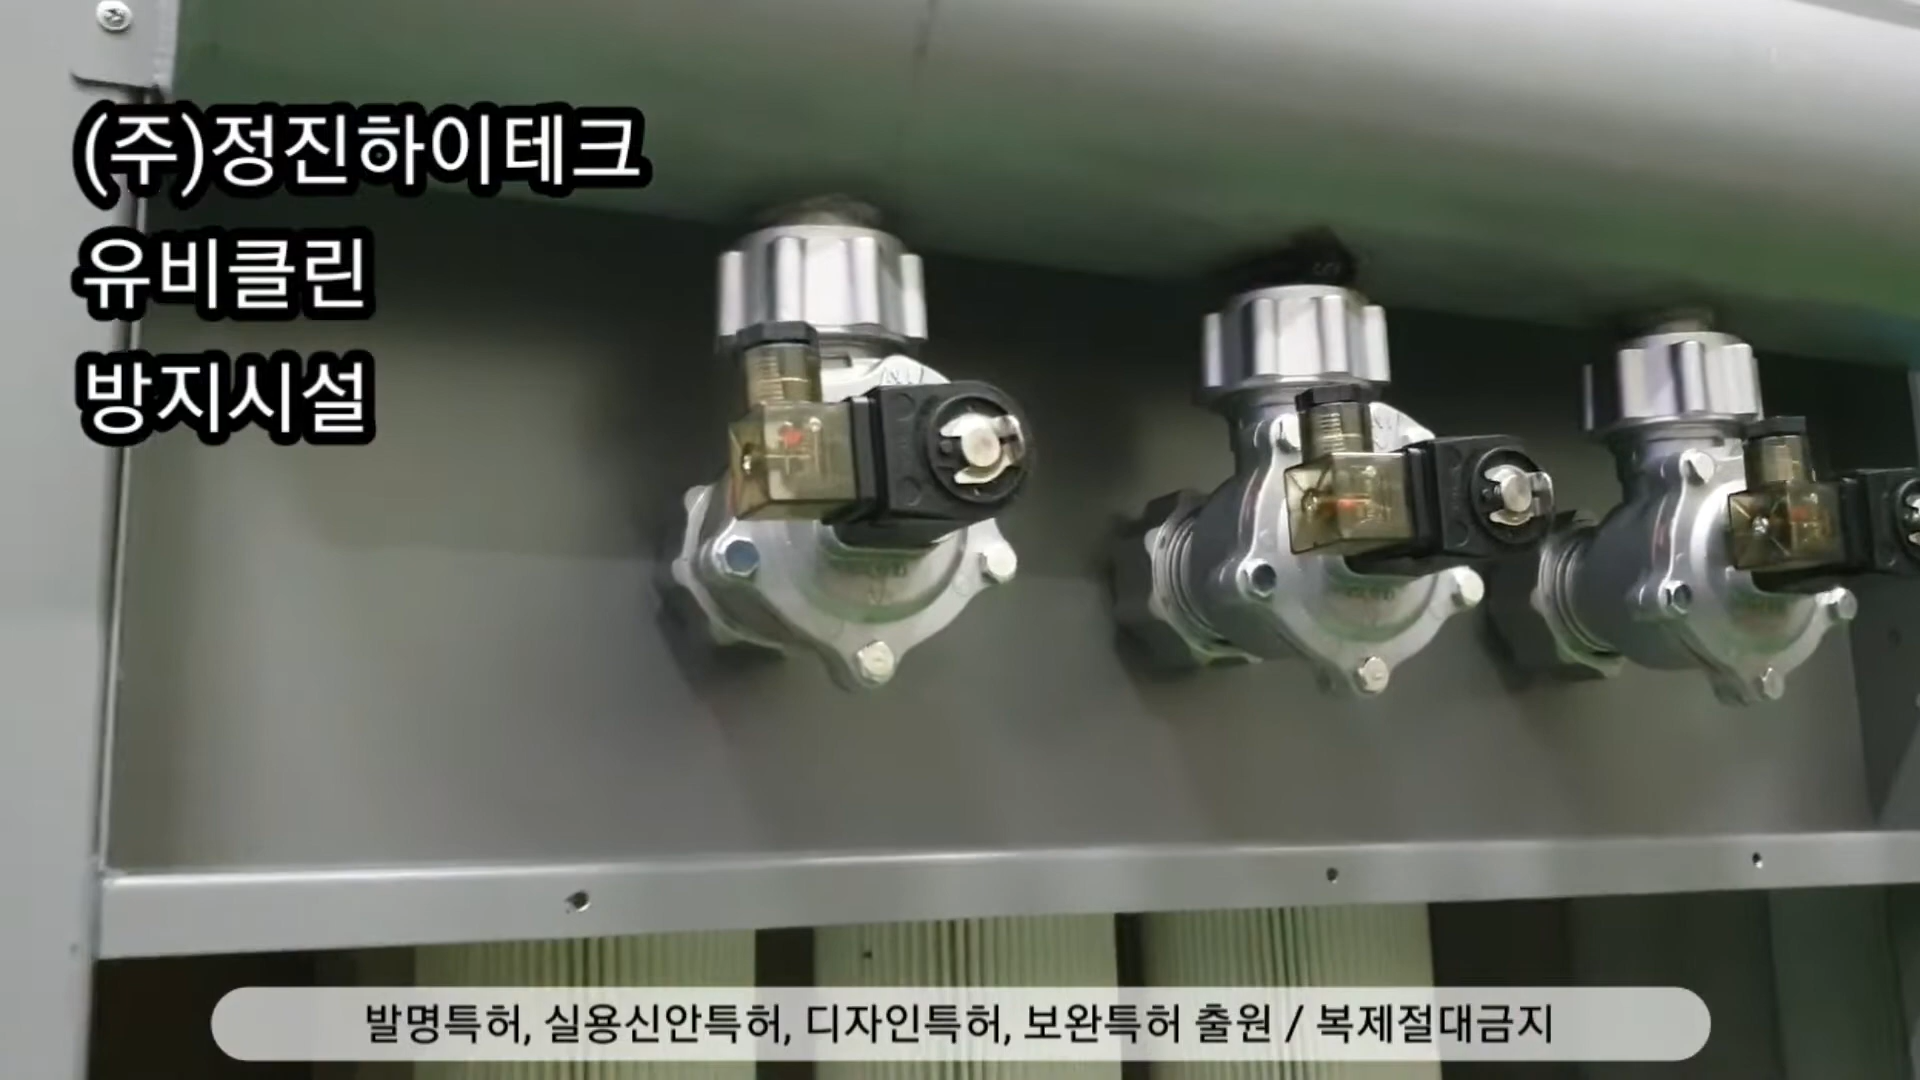 (주)정진하이테크
유비클린
방지시설
발명특허, 실용신안특허, 디자인특허, 보완특허 출원 / 복제절대금지